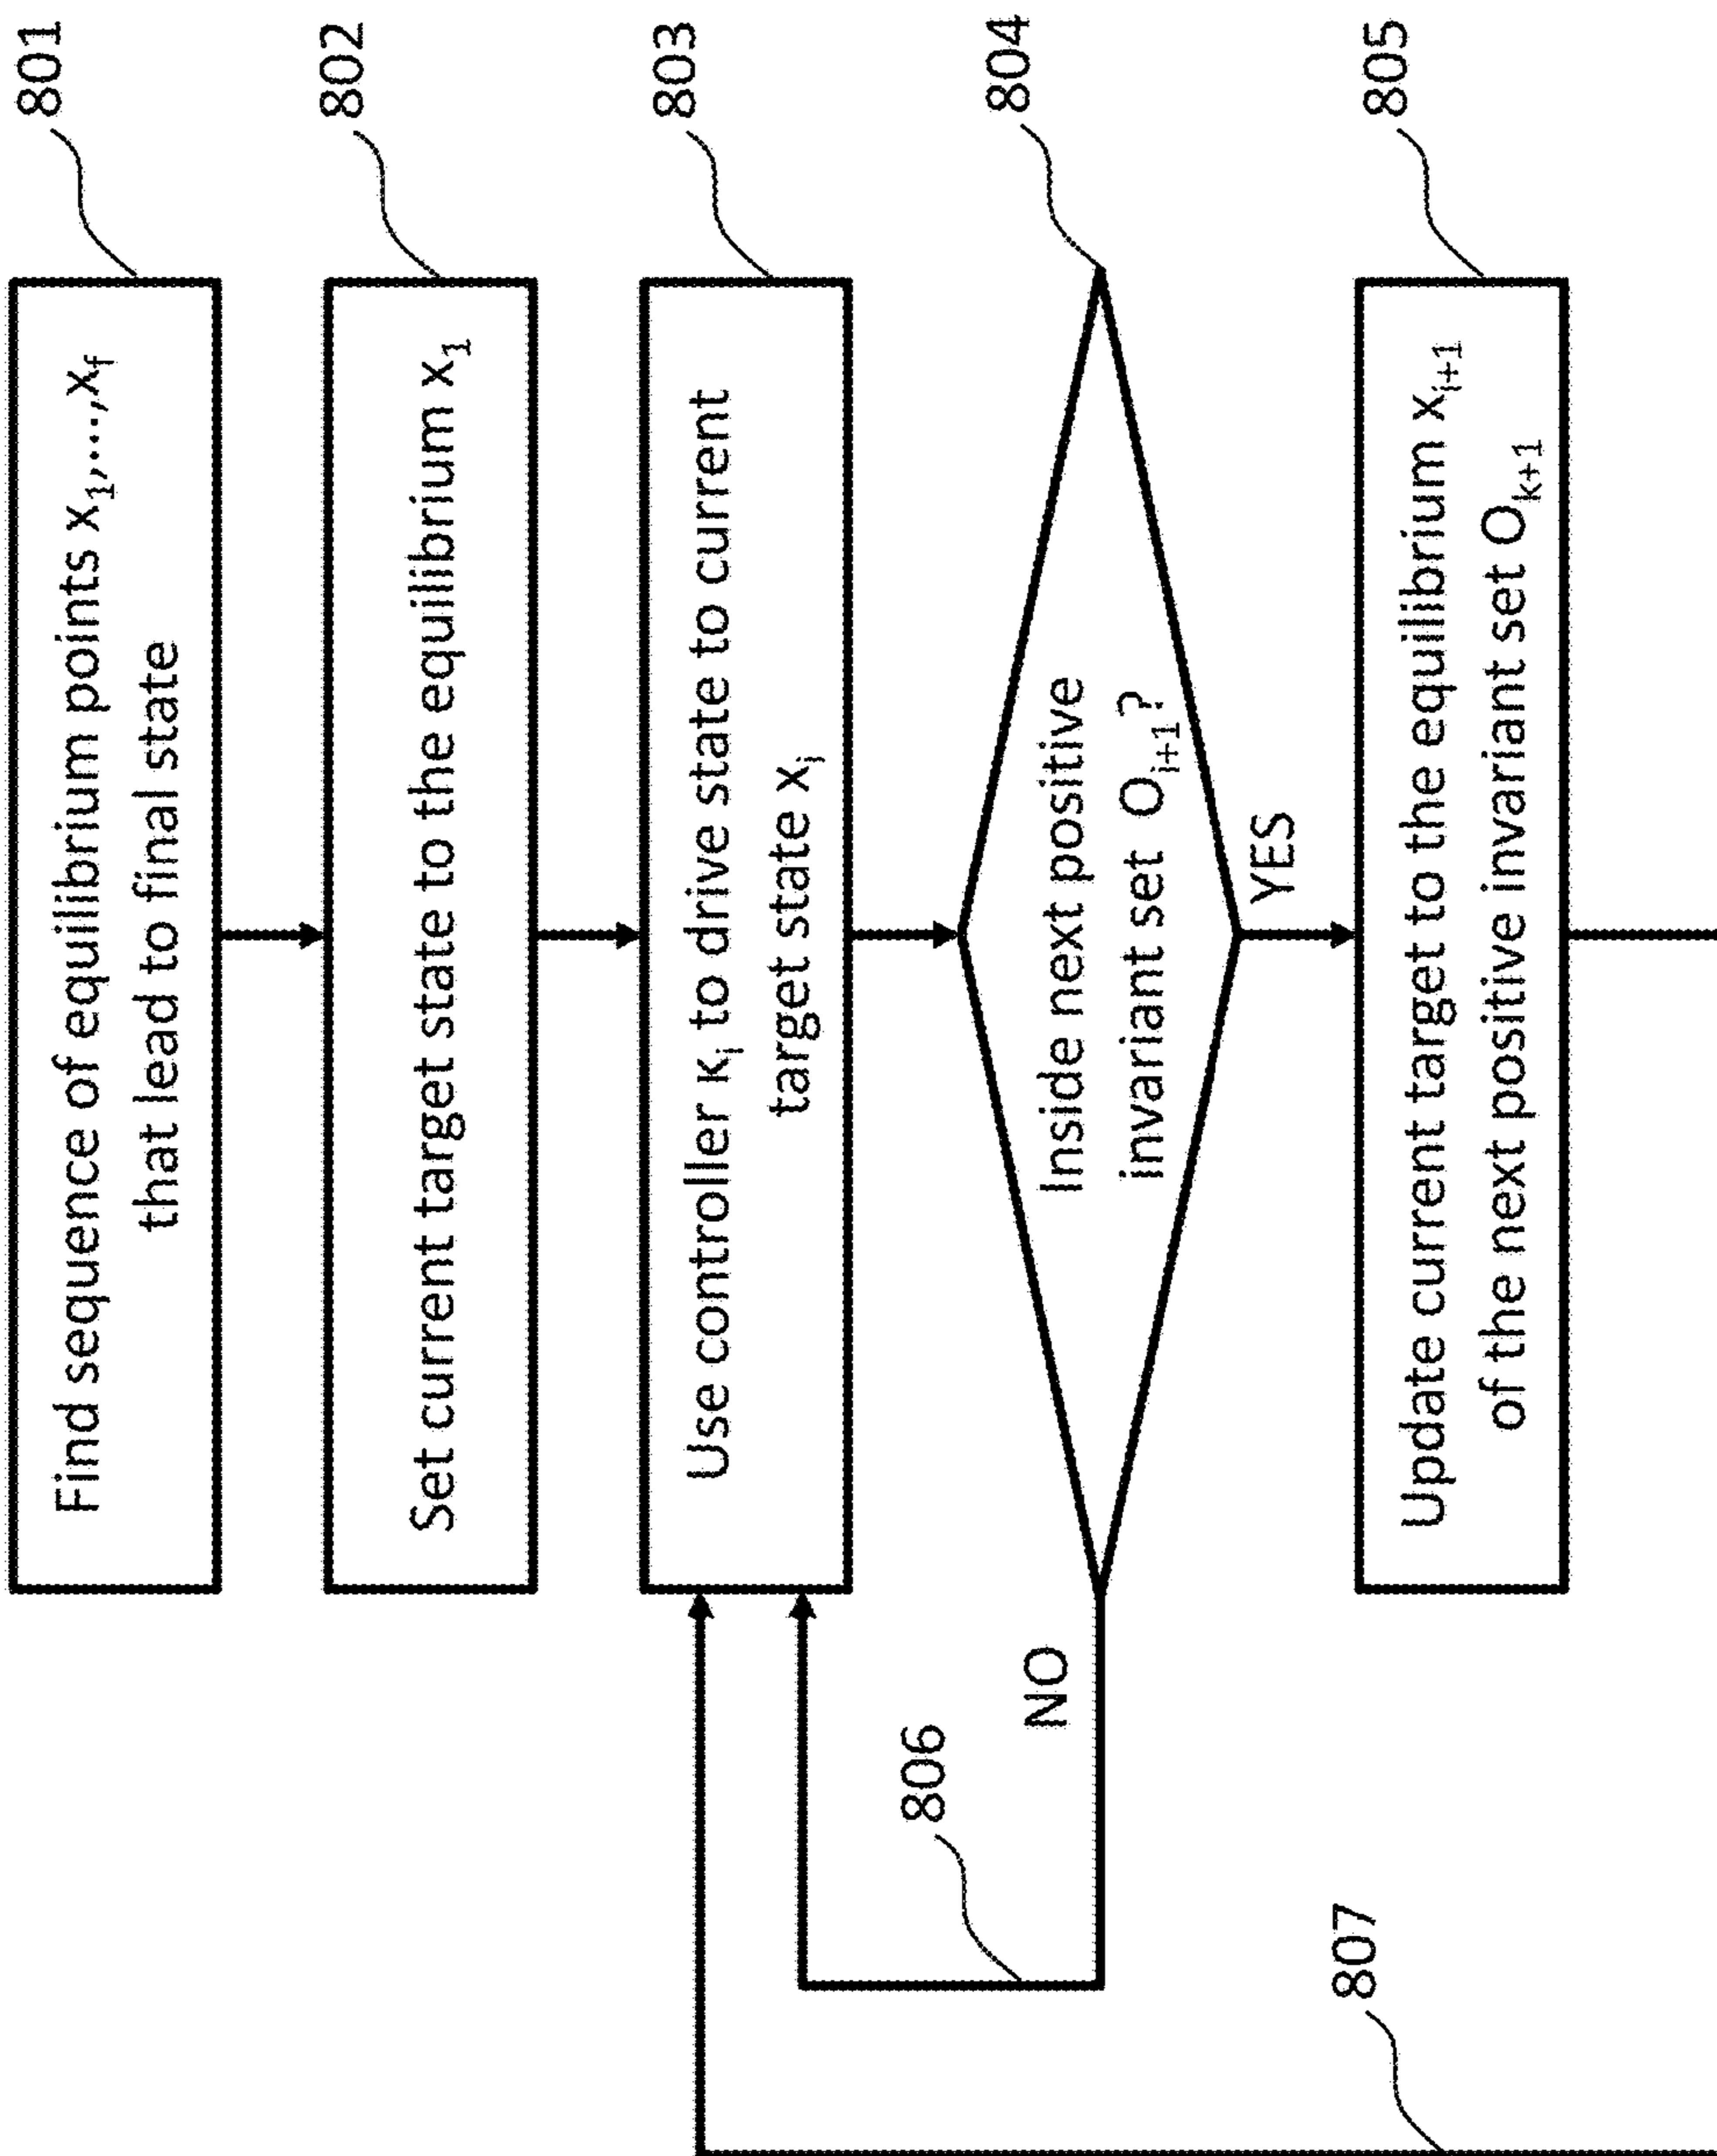 801
Find sequence of equilibrium points x₁,...,x_f
that lead to final state
802
Set current target state to the equilibrium x₁
803
Use controller κᵢ to drive state to current
target state xᵢ
804
Inside next positive
invariant set Oᵢ₊₁?
NO
806
YES
805
Update current target to the equilibrium xᵢ₊₁
of the next positive invariant set Oₖ₊₁
807